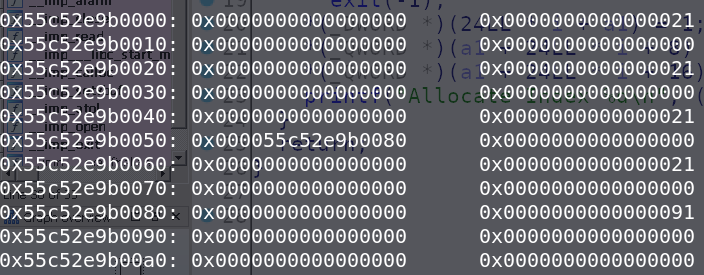 0x55c52e9b0000: 0x0000000000000000 0x0000000000000021
0x55c52e9b0010: 0x0000000000000000 0x0000000000000000
0x55c52e9b0020: 0x0000000000000000 0x0000000000000021
0x55c52e9b0030: 0x0000000000000000 0x0000000000000000
0x55c52e9b0040: 0x0000000000000000 0x0000000000000021
0x55c52e9b0050: 0x000055c52e9b0080 0x0000000000000000
0x55c52e9b0060: 0x0000000000000000 0x0000000000000021
0x55c52e9b0070: 0x0000000000000000 0x0000000000000000
0x55c52e9b0080: 0x0000000000000000 0x0000000000000091
0x55c52e9b0090: 0x0000000000000000 0x0000000000000000
0x55c52e9b00a0: 0x0000000000000000 0x0000000000000000